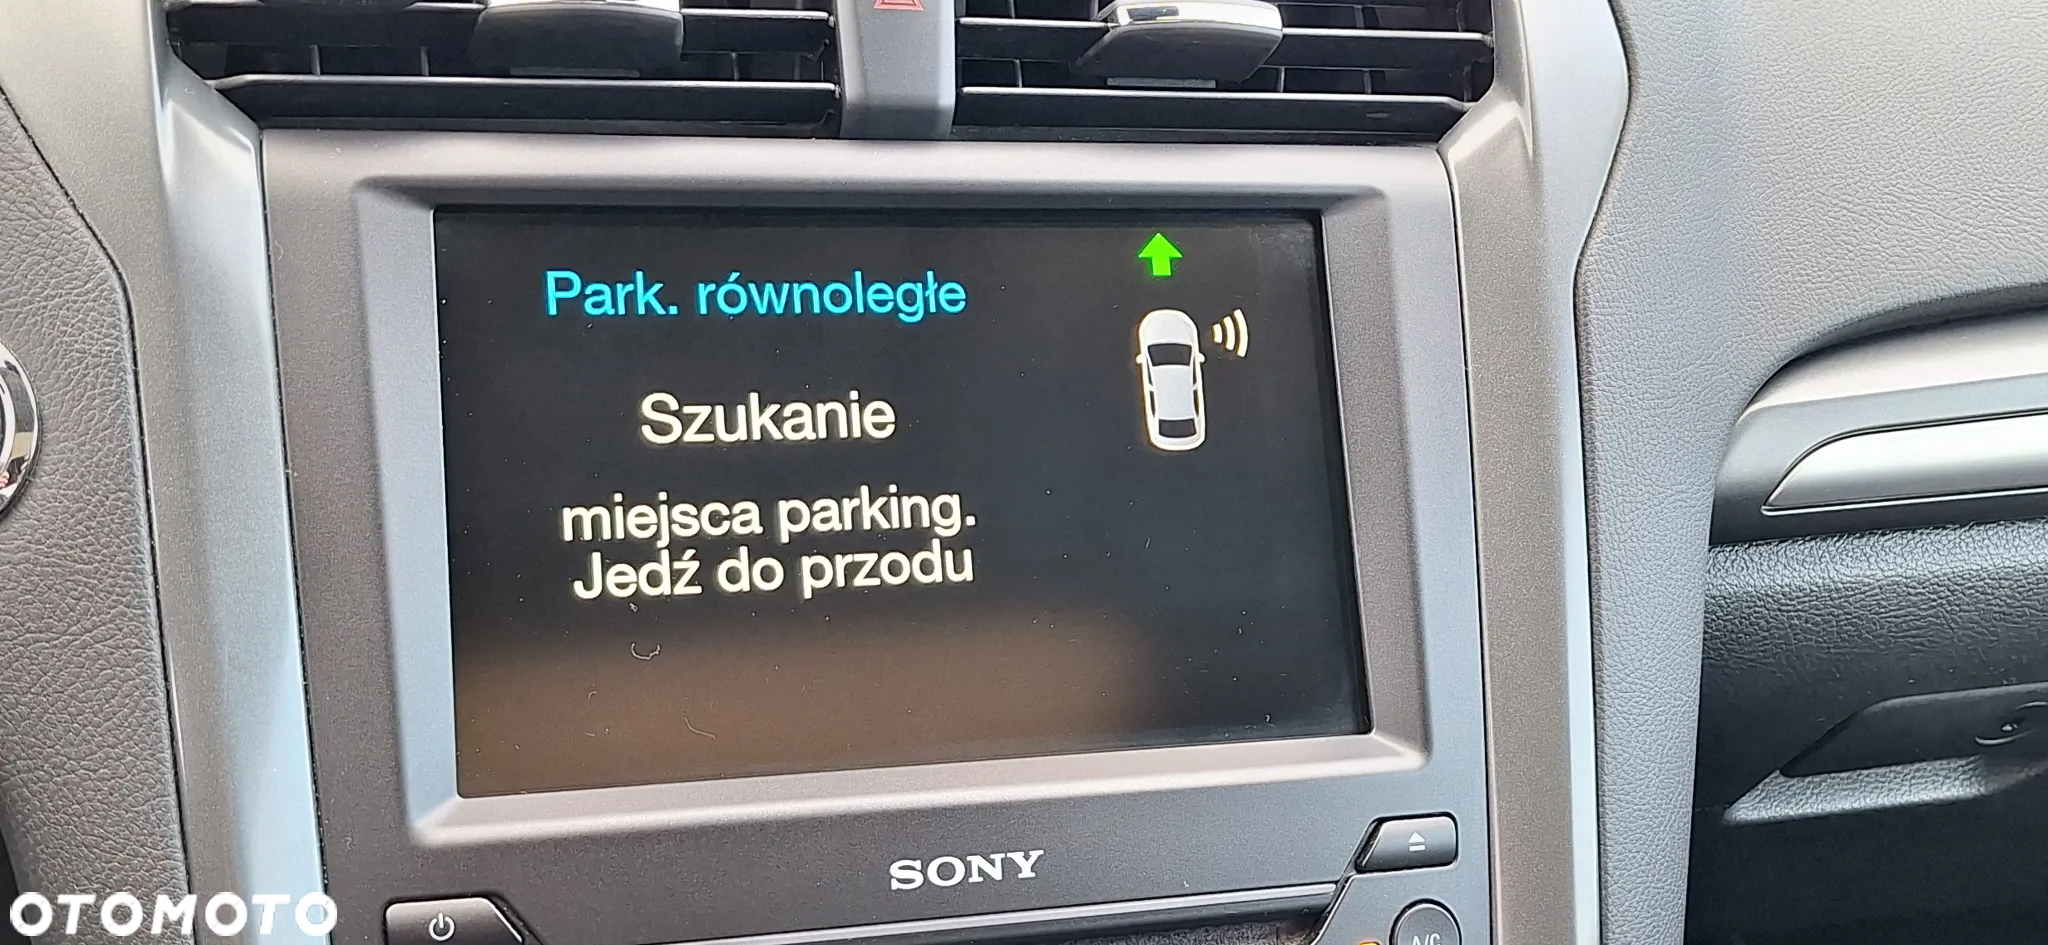 Park. równoległe
Szukanie
miejsca parking.
Jedź do przodu
SONY
A/C
OTOMOTO